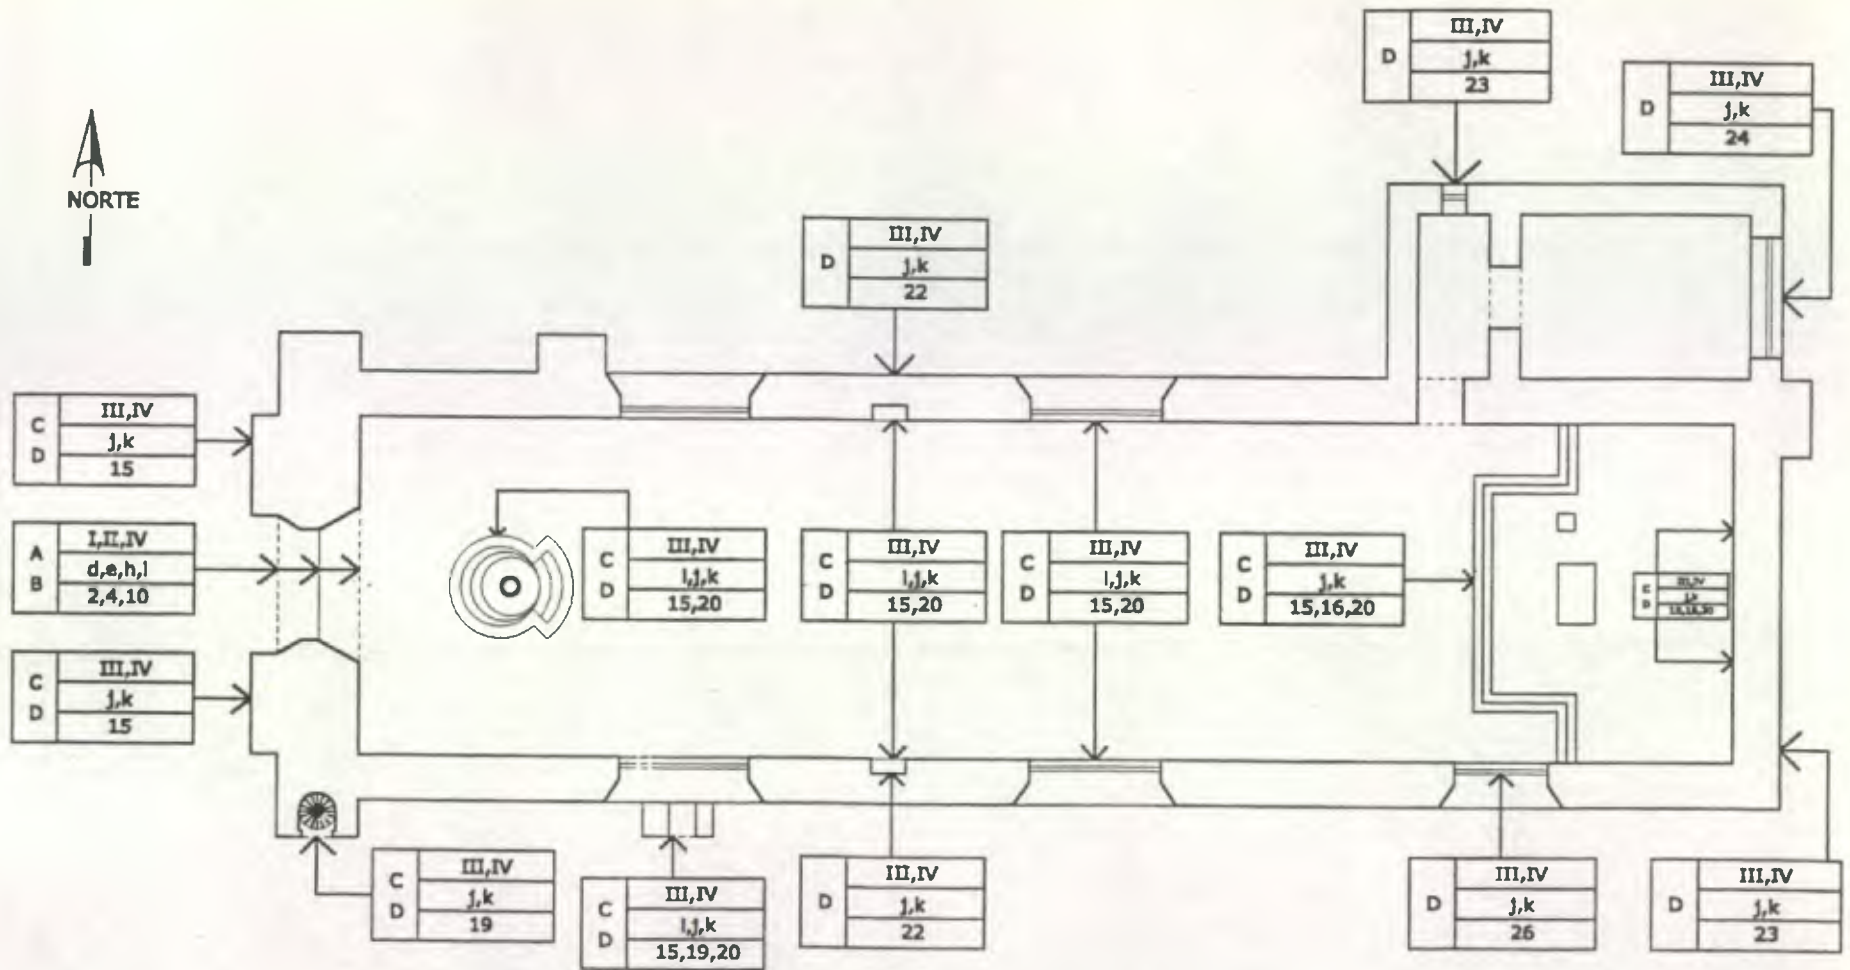 III,IV
D
j,k
23
III,IV
D
j,k
24
NORTE
III,IV
D
j,k
22
III,IV
C
j,k
D
15
I,II,IV
A
d,e,h,i
B
2,4,10
III,IV
C
i,j,k
D
15,20
III,IV
C
i,j,k
D
15,20
III,IV
C
i,j,k
D
15,20
III,IV
C
j,k
D
15,16,20
III,IV
C
j,k
D
III,IV
C
j,k
D
15
III,IV
C
j,k
D
19
III,IV
C
i,j,k
D
15,19,20
III,IV
D
j,k
22
III,IV
D
j,k
26
III,IV
D
j,k
23